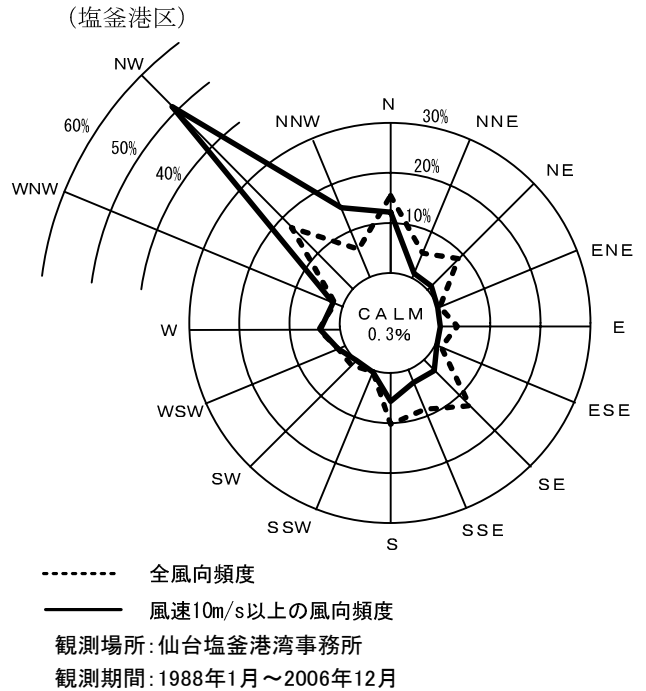 （塩釜港区）
NW
N
NNW
30%
NNE
60%
50%
20%
NE
40%
WNW
10%
ENE
CALM
0.3%
W
E
WSW
ESE
SW
SE
SSW
SSE
S
全風向頻度
風速10m/s以上の風向頻度
観測場所：仙台塩釜港湾事務所
観測期間：1988年1月～2006年12月